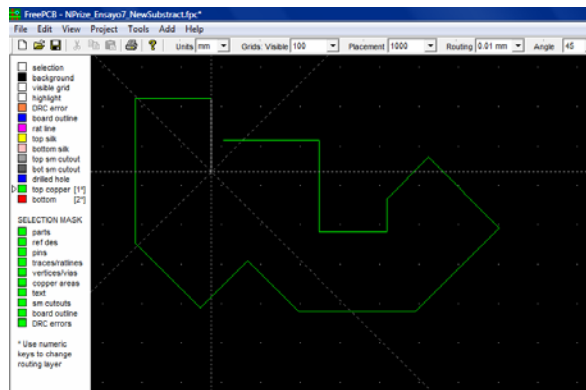 FreePCB - NPrize_Ensayo7_NewSubstract.fpc*
File Edit View Project Tools Add Help
Units mm Grids: Visible 100 Placement 1000 Routing 0.01 mm Angle 45
selection
background
visible grid
highlight
DRC error
board outline
rat line
top silk
bottom silk
top sm cutout
bot sm cutout
drilled hole
top copper [1*]
bottom [2*]
SELECTION MASK
parts
ref des
pins
traces/ratlines
vertices/vias
copper areas
text
sm cutouts
board outline
DRC errors
* Use numeric
keys to change
routing layer